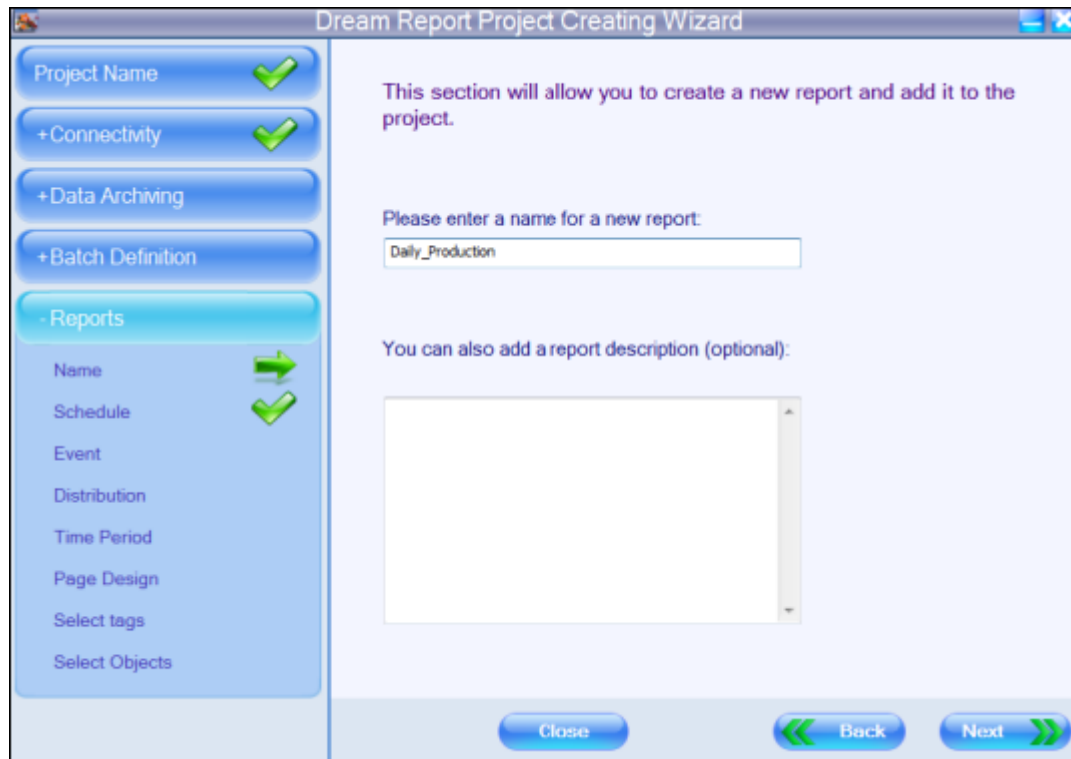 Dream Report Project Creating Wizard
Project Name
+Connectivity
+Data Archiving
+Batch Definition
-Reports
Name
Schedule
Event
Distribution
Time Period
Page Design
Select tags
Select Objects
This section will allow you to create a new report and add it to the
project.
Please enter a name for a new report:
Daily_Production
You can also add a report description (optional):
Close
Back
Next